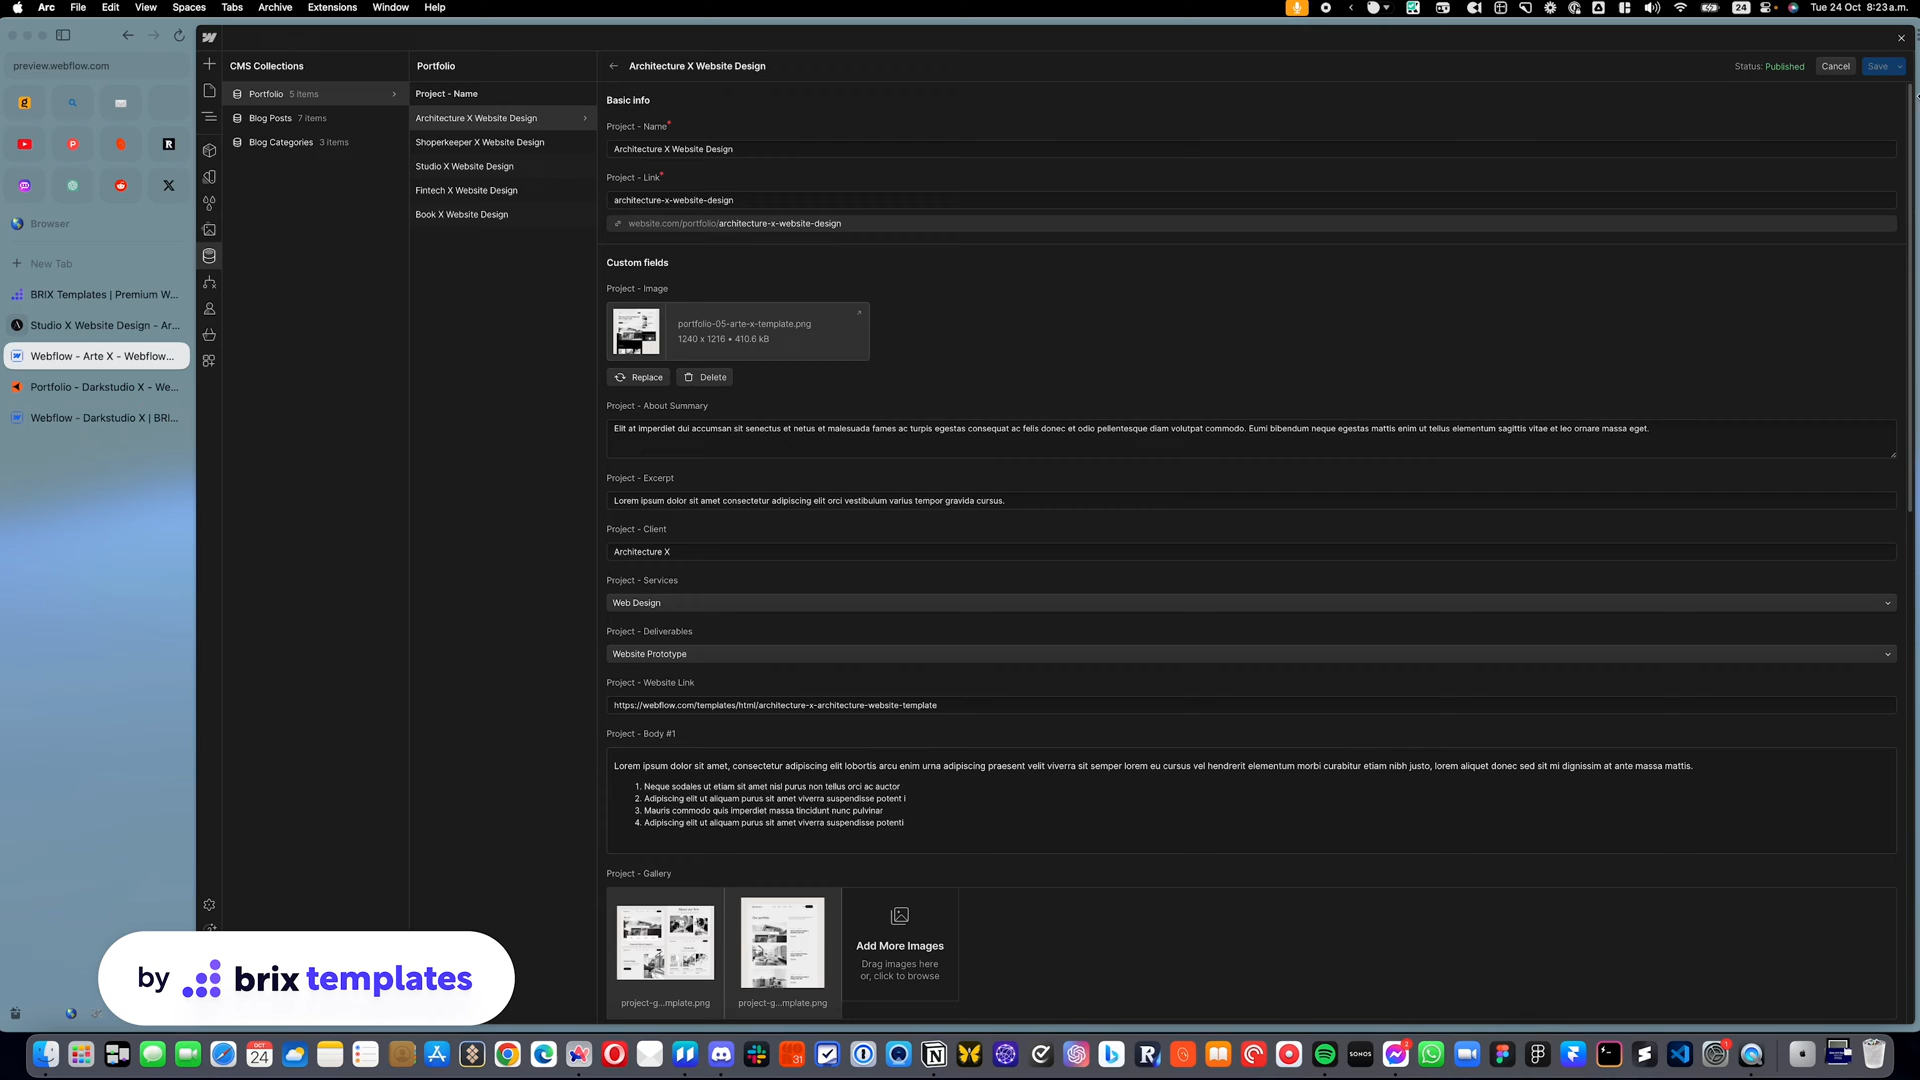 Arc File Edit View Spaces Tabs Archive Extensions Window Help
24
Tue 24 Oct 8:23 a.m.
preview.webflow.com
Browser
New Tab
BRIX Templates | Premium W...
Studio X Website Design - Ar...
Webflow - Arte X - Webflow...
Portfolio - Darkstudio X - We...
Webflow - Darkstudio X | BRI...
CMS Collections
Portfolio 5 items
Blog Posts 7 items
Blog Categories 3 items
Portfolio
Project - Name
Architecture X Website Design
Shoperkeeper X Website Design
Studio X Website Design
Fintech X Website Design
Book X Website Design
Architecture X Website Design
Status: Published
Cancel
Save
Basic info
Project - Name*
Architecture X Website Design
Project - Link*
architecture-x-website-design
website.com/portfolio/architecture-x-website-design
Custom fields
Project - Image
portfolio-05-arte-x-template.png
1240 x 1216 • 410.6 kB
Replace
Delete
Project - About Summary
Elit at imperdiet dui accumsan sit senectus et netus et malesuada fames ac turpis egestas consequat ac felis donec et odio pellentesque diam volutpat commodo. Eumi bibendum neque egestas mattis enim ut tellus elementum sagittis vitae et leo ornare massa eget.
Project - Excerpt
Lorem ipsum dolor sit amet consectetur adipiscing elit orci vestibulum varius tempor gravida cursus.
Project - Client
Architecture X
Project - Services
Web Design
Project - Deliverables
Website Prototype
Project - Website Link
https://webflow.com/templates/html/architecture-x-architecture-website-template
Project - Body #1
Lorem ipsum dolor sit amet, consectetur adipiscing elit lobortis arcu enim urna adipiscing praesent velit viverra sit semper lorem eu cursus vel hendrerit elementum morbi curabitur etiam nibh justo, lorem aliquet donec sed sit mi dignissim at ante massa mattis.
1. Neque sodales ut etiam sit amet nisl purus non tellus orci ac auctor
2. Adipiscing elit ut aliquam purus sit amet viverra suspendisse potent i
3. Mauris commodo quis imperdiet massa tincidunt nunc pulvinar
4. Adipiscing elit ut aliquam purus sit amet viverra suspendisse potenti
Project - Gallery
project-g...mplate.png
project-g...mplate.png
Add More Images
Drag images here
or, click to browse
by brix templates
OCT
24
31
SONOS
2
1